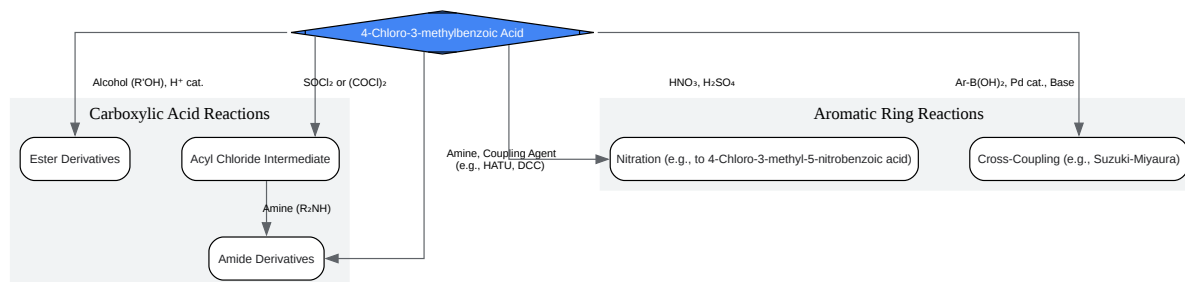 4-Chloro-3-methylbenzoic Acid
Alcohol (R'OH), H⁺ cat.
SOCl₂ or (COCl)₂
HNO₃, H₂SO₄
Ar-B(OH)₂, Pd cat., Base
Carboxylic Acid Reactions
Aromatic Ring Reactions
Ester Derivatives
Acyl Chloride Intermediate
Amine, Coupling Agent
(e.g., HATU, DCC)
Nitration (e.g., to 4-Chloro-3-methyl-5-nitrobenzoic acid)
Cross-Coupling (e.g., Suzuki-Miyaura)
Amine (R₂NH)
Amide Derivatives